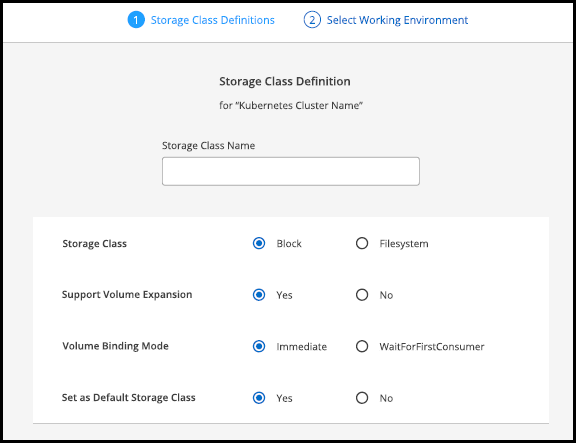 1 Storage Class Definitions 2 Select Working Environment
Storage Class Definition
for “Kubernetes Cluster Name”
Storage Class Name
Storage Class Block Filesystem
Support Volume Expansion Yes No
Volume Binding Mode Immediate WaitForFirstConsumer
Set as Default Storage Class Yes No